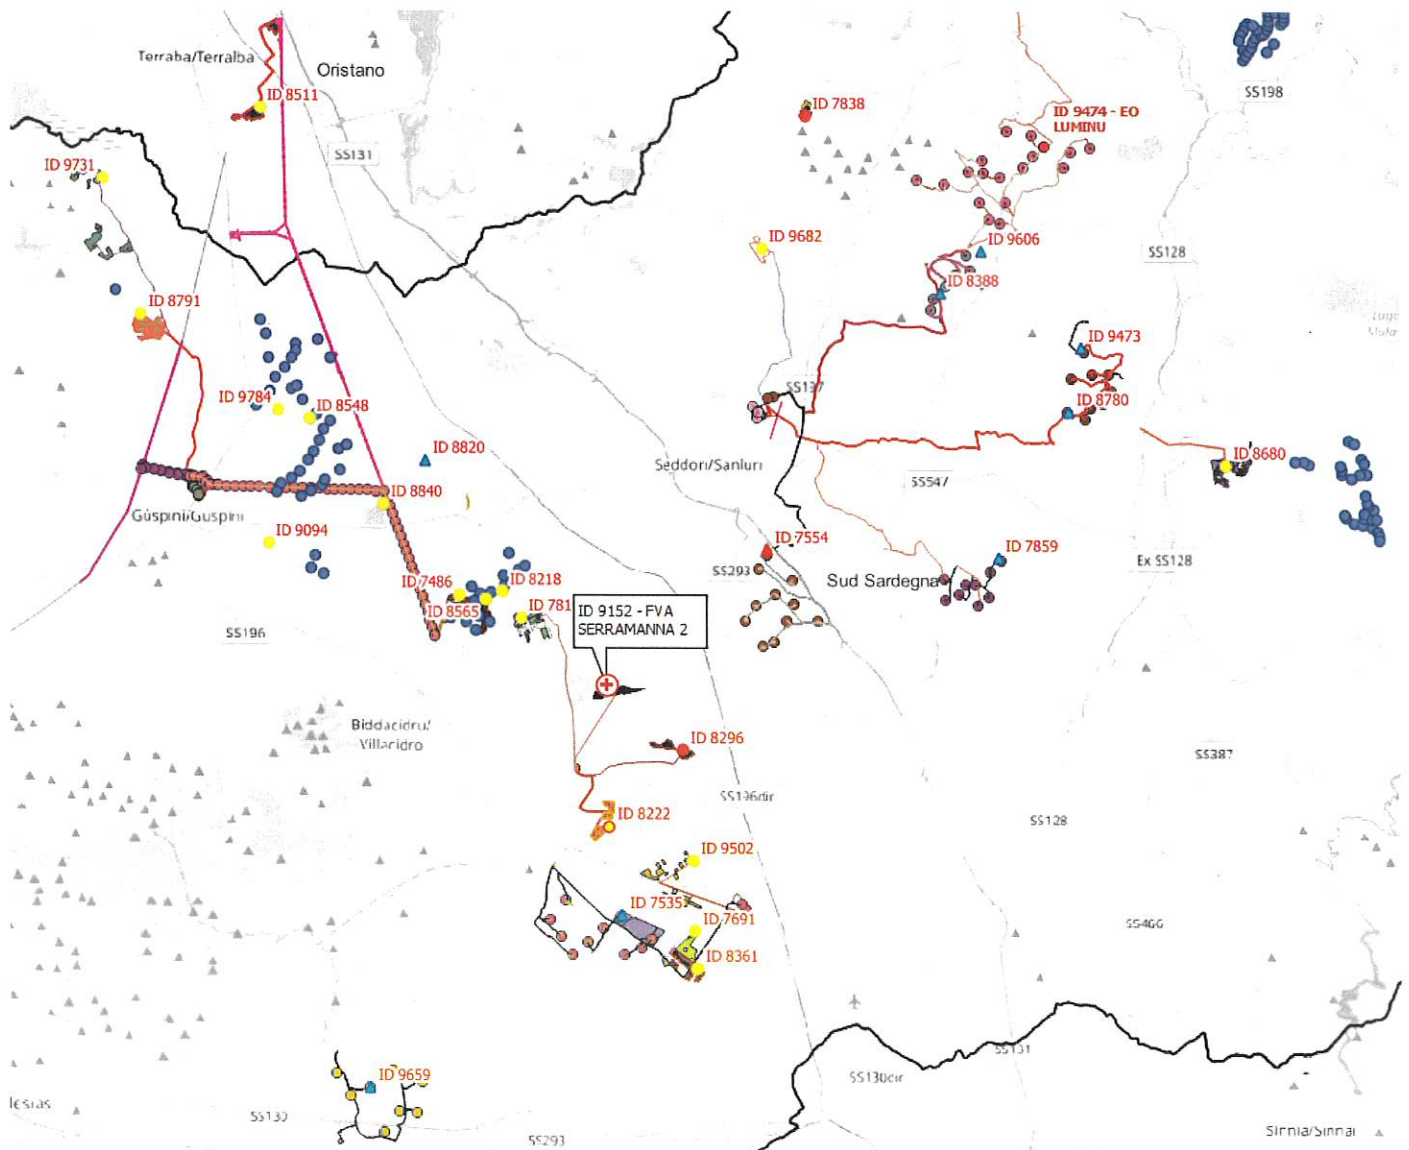 Terraba/Terralba
Oristano
ID 8511
ID 7838
SS198
ID 9474 - EO
LUMINU
SS131
ID 9731
ID 9682
ID 9606
SS128
ID 8388
ID 8791
ID 9473
SS197
ID 9784
ID 8548
ID 8780
ID 8820
Seddori/Sanluri
ID 8680
SS547
ID 8840
Gùspini/Guspini
ID 9094
ID 7554
ID 7859
SS293
Sud Sardegna
Ex SS128
ID 7486
ID 8218
ID 8565
ID 781
ID 9152 - FVA
SERRAMANNA 2
SS196
Biddacidru/
Villacidro
ID 8296
SS387
SS196dir
ID 8222
SS128
ID 9502
ID 7535
ID 7691
SS466
ID 8361
SS131
SS130dir
ID 9659
lesias
SS130
SS293
Sinnia/Sinnai